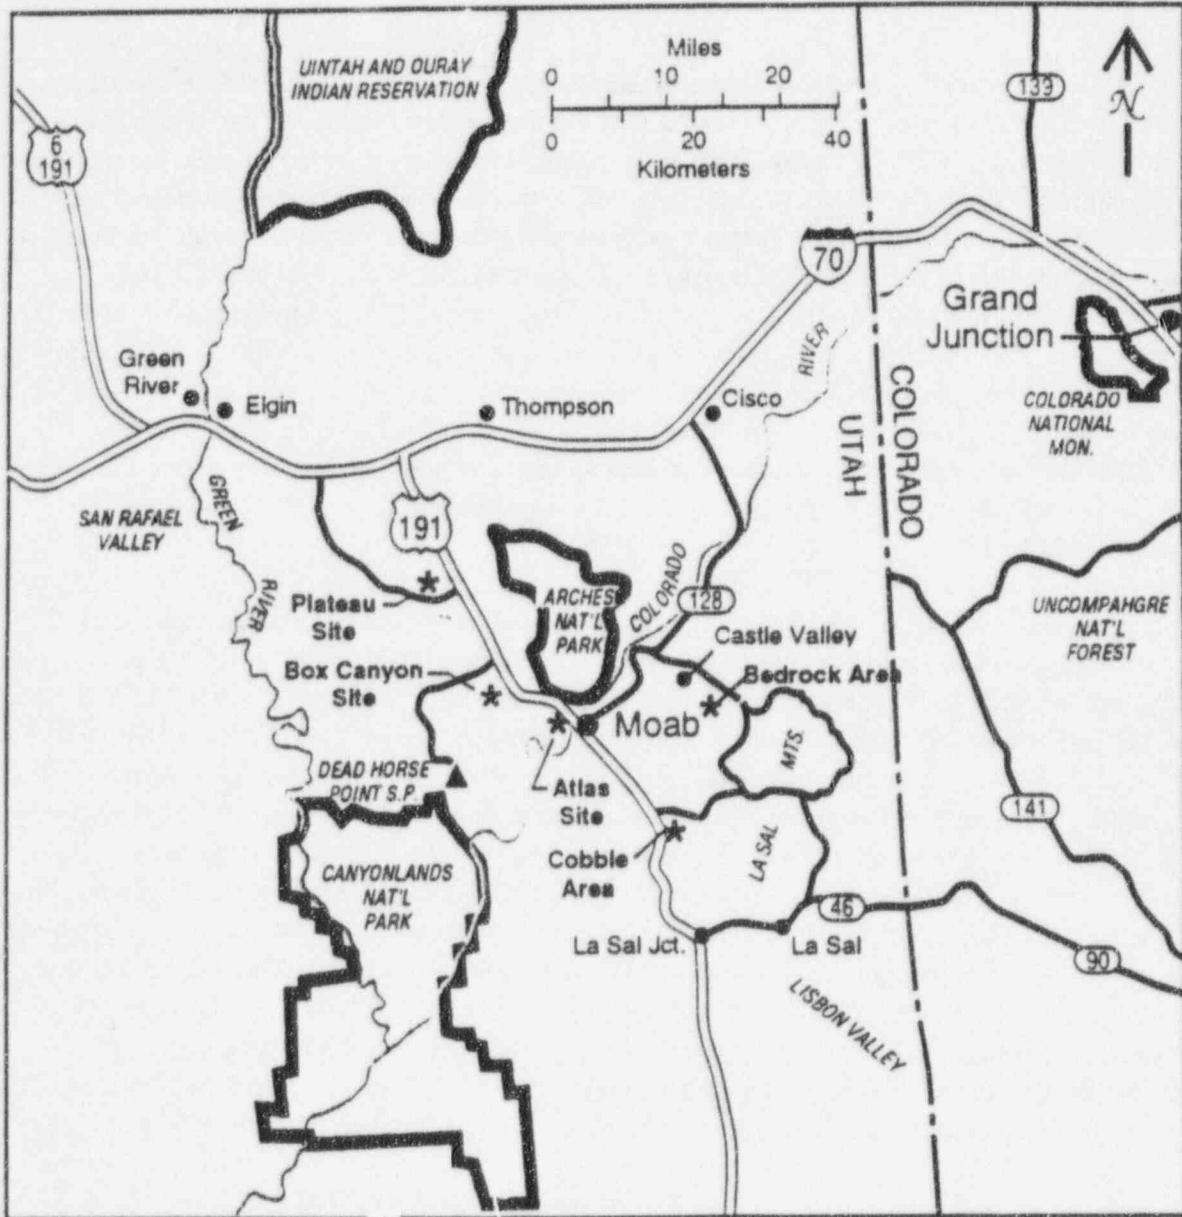 Miles
0 10 20
0 20 40
Kilometers
N
UINTAH AND OURAY
INDIAN RESERVATION
139
6
191
70
Grand
Junction
RIVER
Green
River
Elgin
Thompson
Cisco
COLORADO
UTAH
COLORADO
NATIONAL
MON.
SAN RAFAEL
VALLEY
GREEN
RIVER
191
Plateau
Site
ARCHES
NAT'L
PARK
COLORADO
128
UNCOMPAHGRE
NAT'L
FOREST
Castle Valley
Box Canyon
Site
Bedrock Area
Moab
MTS.
DEAD HORSE
POINT S.P.
Atlas
Site
141
Cobble
Area
LA SAL
CANYONLANDS
NAT'L
PARK
46
La Sal Jct.
La Sal
90
LISBON VALLEY